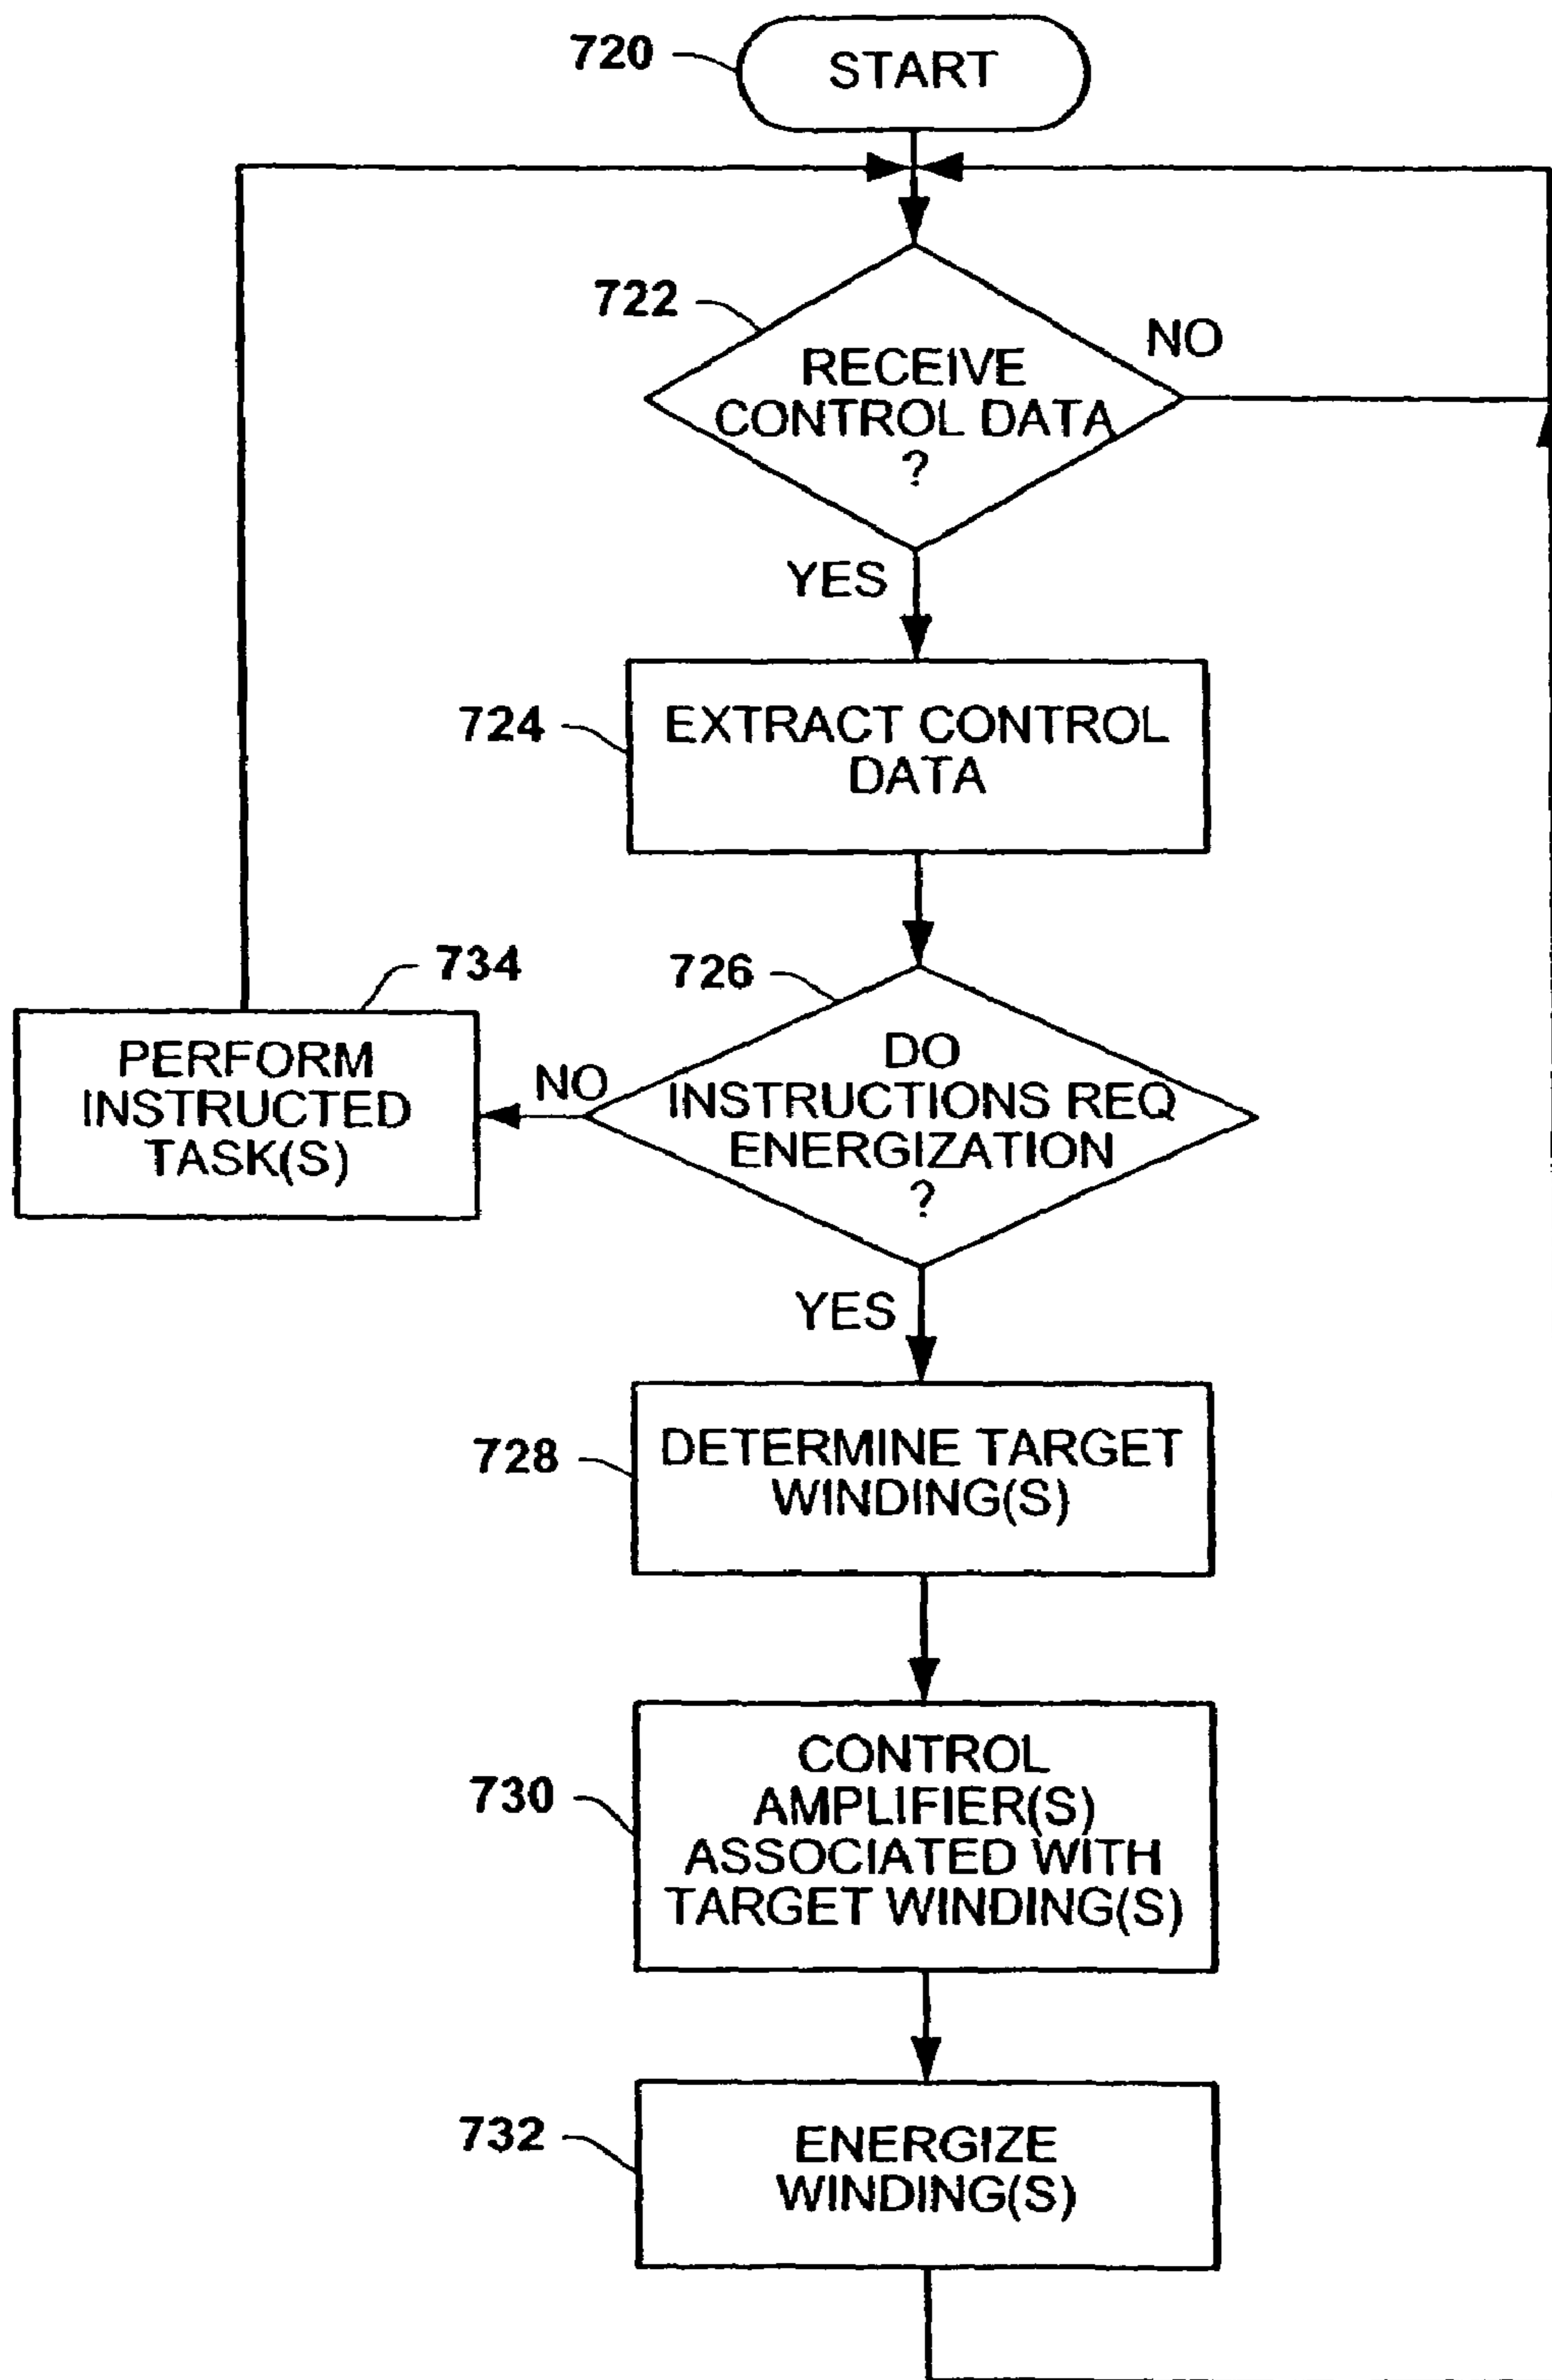 720
START
722
RECEIVE
CONTROL DATA
?
NO
YES
724
EXTRACT CONTROL
DATA
734
PERFORM
INSTRUCTED
TASK(S)
726
DO
INSTRUCTIONS REQ
ENERGIZATION
?
NO
YES
728
DETERMINE TARGET
WINDING(S)
730
CONTROL
AMPLIFIER(S)
ASSOCIATED WITH
TARGET WINDING(S)
732
ENERGIZE
WINDING(S)